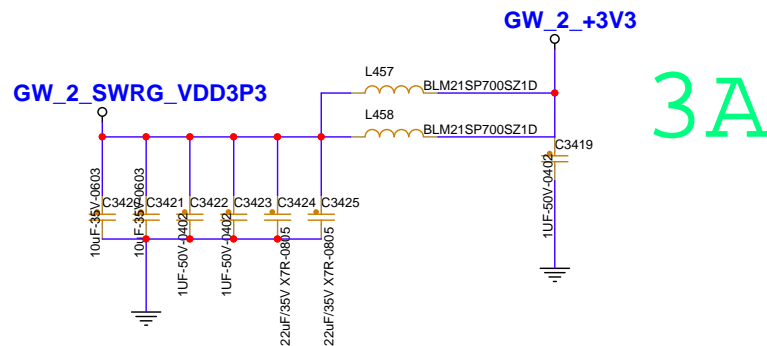 GW_2_+3V3
L457
BLM21SP700SZ1D
GW_2_SWRG_VDD3P3
3A
L458
BLM21SP700SZ1D
C3419
1UF-50V-0402
C3420
10uF-35V-0603
C3421
10uF-35V-0603
C3422
1UF-50V-0402
C3423
1UF-50V-0402
C3424
22uF/35V X7R-0805
C3425
22uF/35V X7R-0805